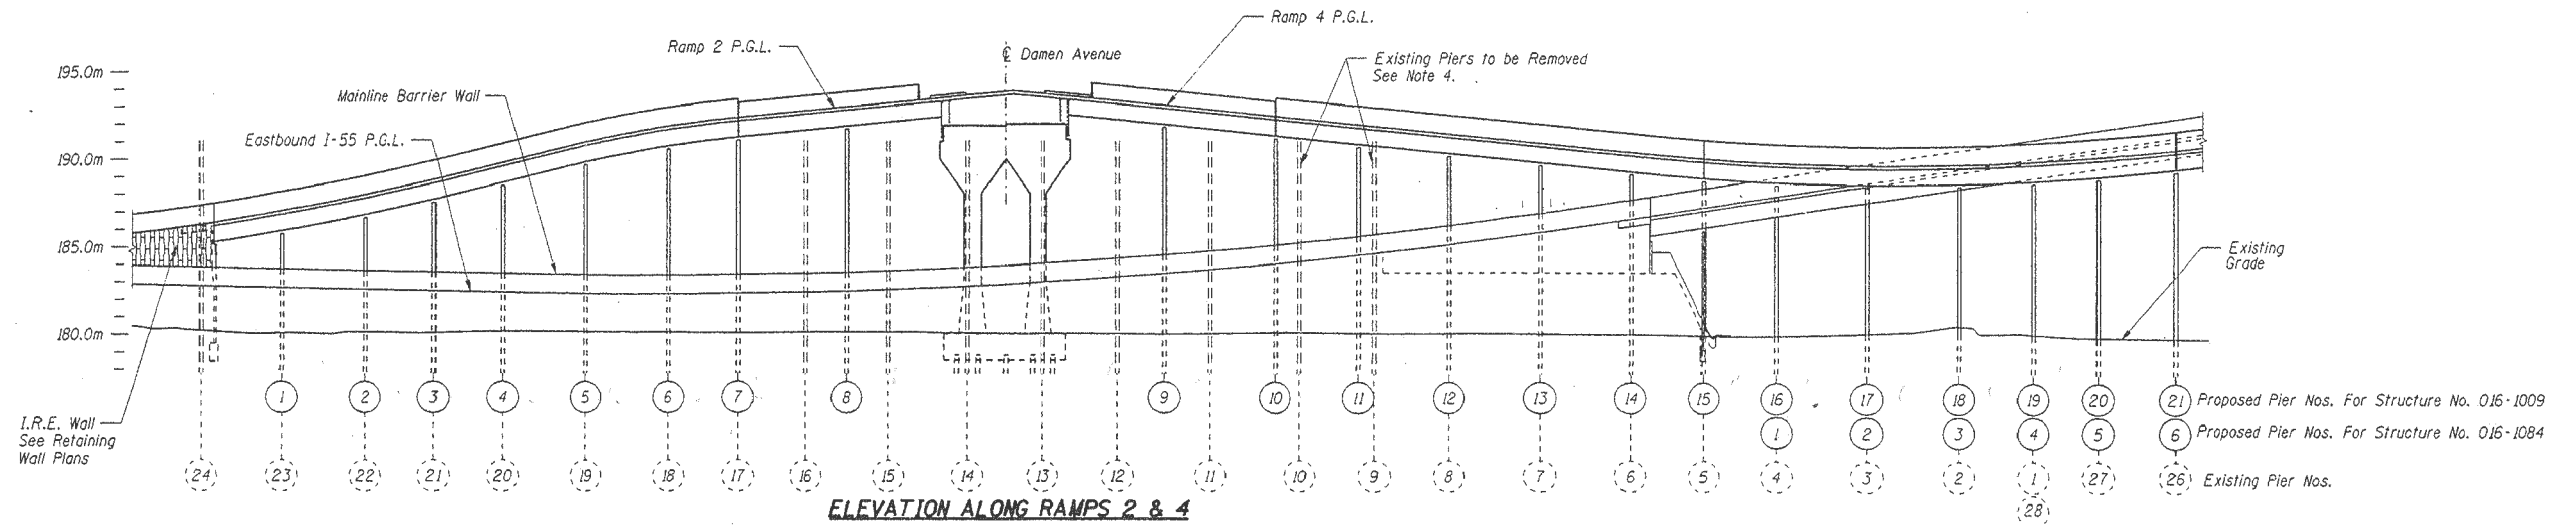 Ramp 4 P.G.L.
Ramp 2 P.G.L.
℄ Damen Avenue
Existing Piers to be Removed
See Note 4.
195.0m
Mainline Barrier Wall
Eastbound I-55 P.G.L.
190.0m
185.0m
Existing
Grade
180.0m
I.R.E. Wall
See Retaining
Wall Plans
1 2 3 4 5 6 7 8 9 10 11 12 13 14 15 16 17 18 19 20 21 Proposed Pier Nos. For Structure No. 016-1009
1 2 3 4 5 6 Proposed Pier Nos. For Structure No. 016-1084
24 23 22 21 20 19 18 17 16 15 14 13 12 11 10 9 8 7 6 5 4 3 2 1 27 26 Existing Pier Nos.
28
ELEVATION ALONG RAMPS 2 & 4